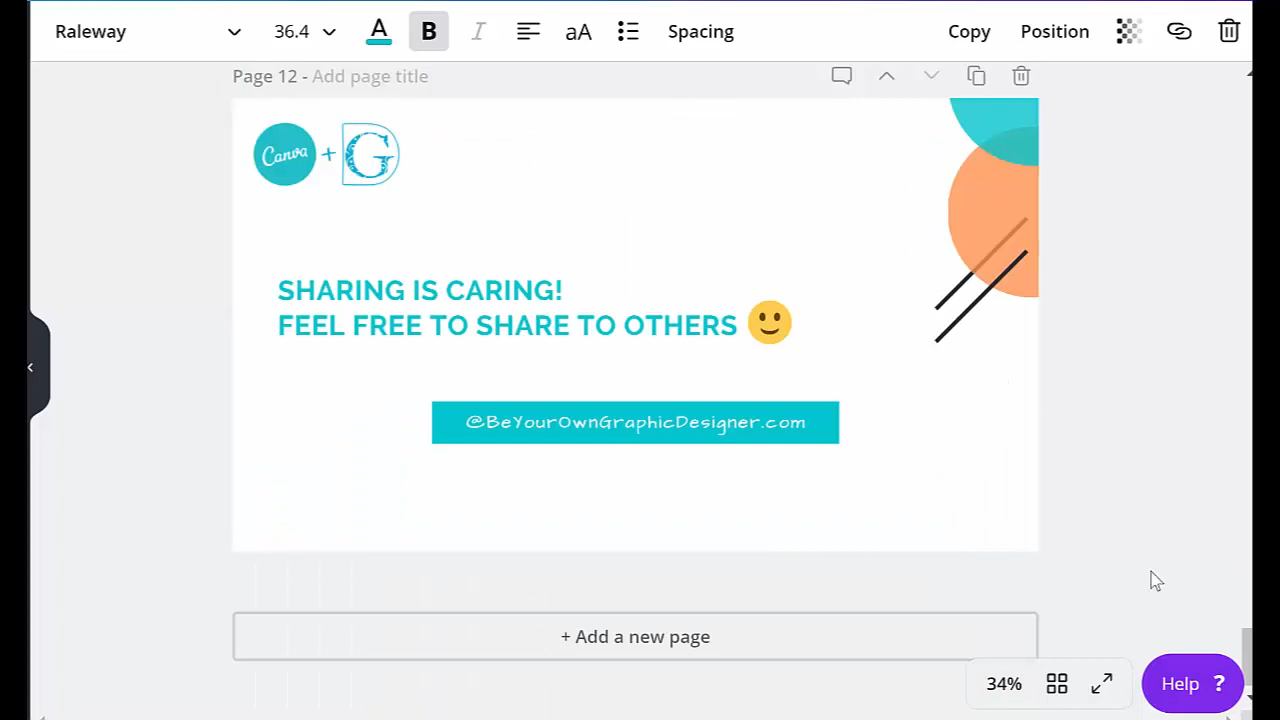 Raleway 36.4 A B I aA Spacing Copy Position
Page 12 - Add page title
Canva + DG
SHARING IS CARING!
FEEL FREE TO SHARE TO OTHERS
@BeYourOwnGraphicDesigner.com
+ Add a new page
34% Help ?